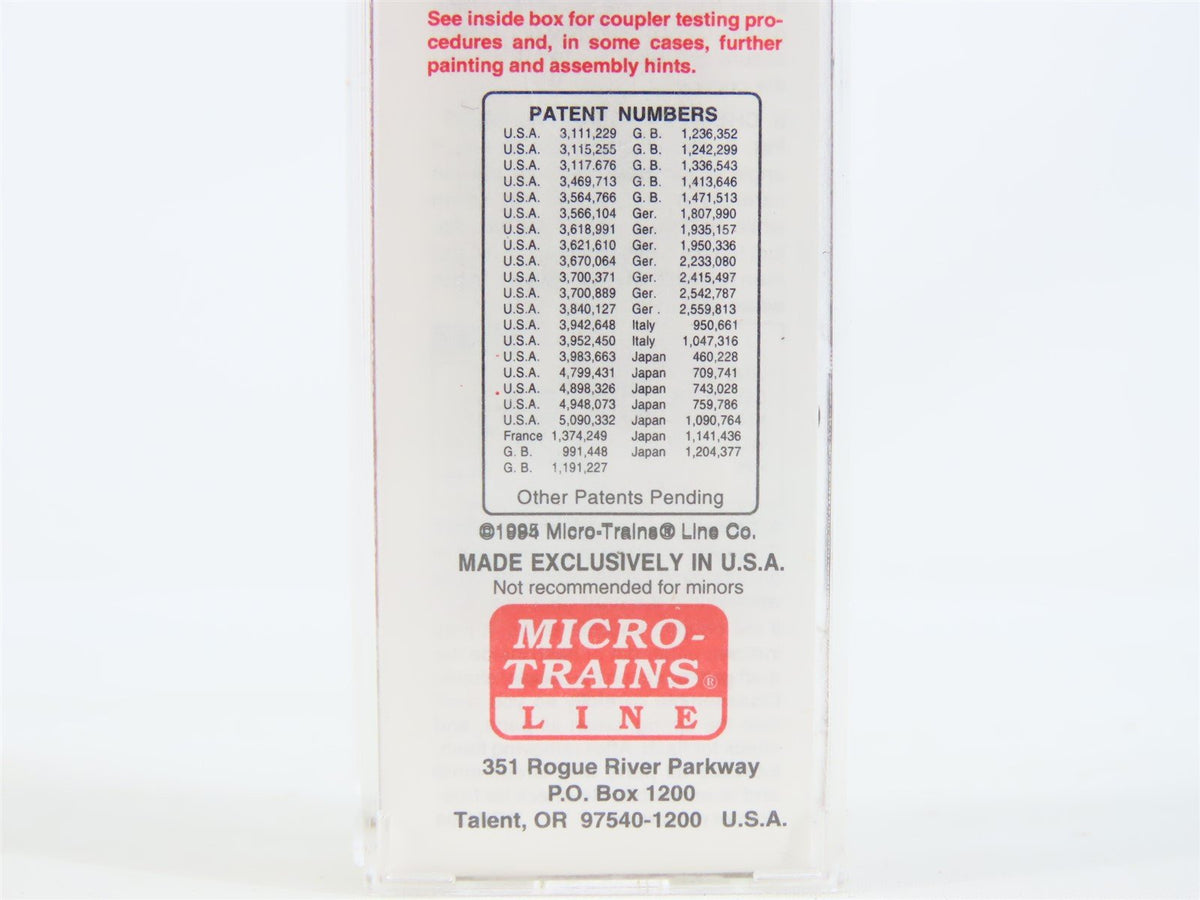 See inside box for coupler testing pro-
cedures and, in some cases, further
painting and assembly hints.
PATENT NUMBERS
U.S.A. 3,111,229 G. B. 1,236,352
U.S.A. 3,115,255 G. B. 1,242,299
U.S.A. 3,117.676 G. B. 1,336,543
U.S.A. 3,469,713 G. B. 1,413,646
U.S.A. 3,564,766 G. B. 1,471,513
U.S.A. 3,566,104 Ger. 1,807,990
U.S.A. 3,618,991 Ger. 1,935,157
U.S.A. 3,621,610 Ger. 1,950,336
U.S.A. 3,670,064 Ger. 2,233,080
U.S.A. 3,700,371 Ger. 2,415,497
U.S.A. 3,700,889 Ger. 2,542,787
U.S.A. 3,840,127 Ger . 2,559,813
U.S.A. 3,942,648 Italy 950,661
U.S.A. 3,952,450 Italy 1,047,316
U.S.A. 3,983,663 Japan 460,228
U.S.A. 4,799,431 Japan 709,741
U.S.A. 4,898,326 Japan 743,028
U.S.A. 4,948,073 Japan 759,786
U.S.A. 5,090,332 Japan 1,090,764
France 1,374,249 Japan 1,141,436
G. B. 991,448 Japan 1,204,377
G. B. 1,191,227
Other Patents Pending
Micro-Trains® Line Co.
MADE EXCLUSIVELY IN U.S.A.
Not recommended for minors
MICRO-
TRAINS®
LINE
351 Rogue River Parkway
P.O. Box 1200
Talent, OR 97540-1200 U.S.A.